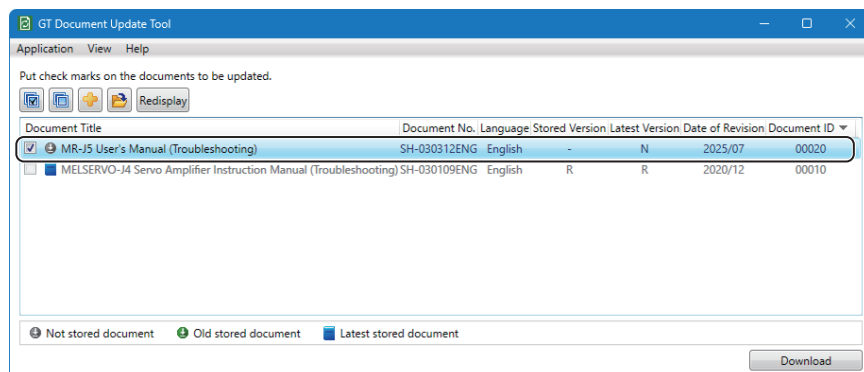 GT Document Update Tool
Application View Help
Put check marks on the documents to be updated.
Redisplay
Document Title Document No. Language Stored Version Latest Version Date of Revision Document ID
MR-J5 User's Manual (Troubleshooting) SH-030312ENG English - N 2025/07 00020
MELSERVO-J4 Servo Amplifier Instruction Manual (Troubleshooting) SH-030109ENG English R R 2020/12 00010
Not stored document Old stored document Latest stored document
Download